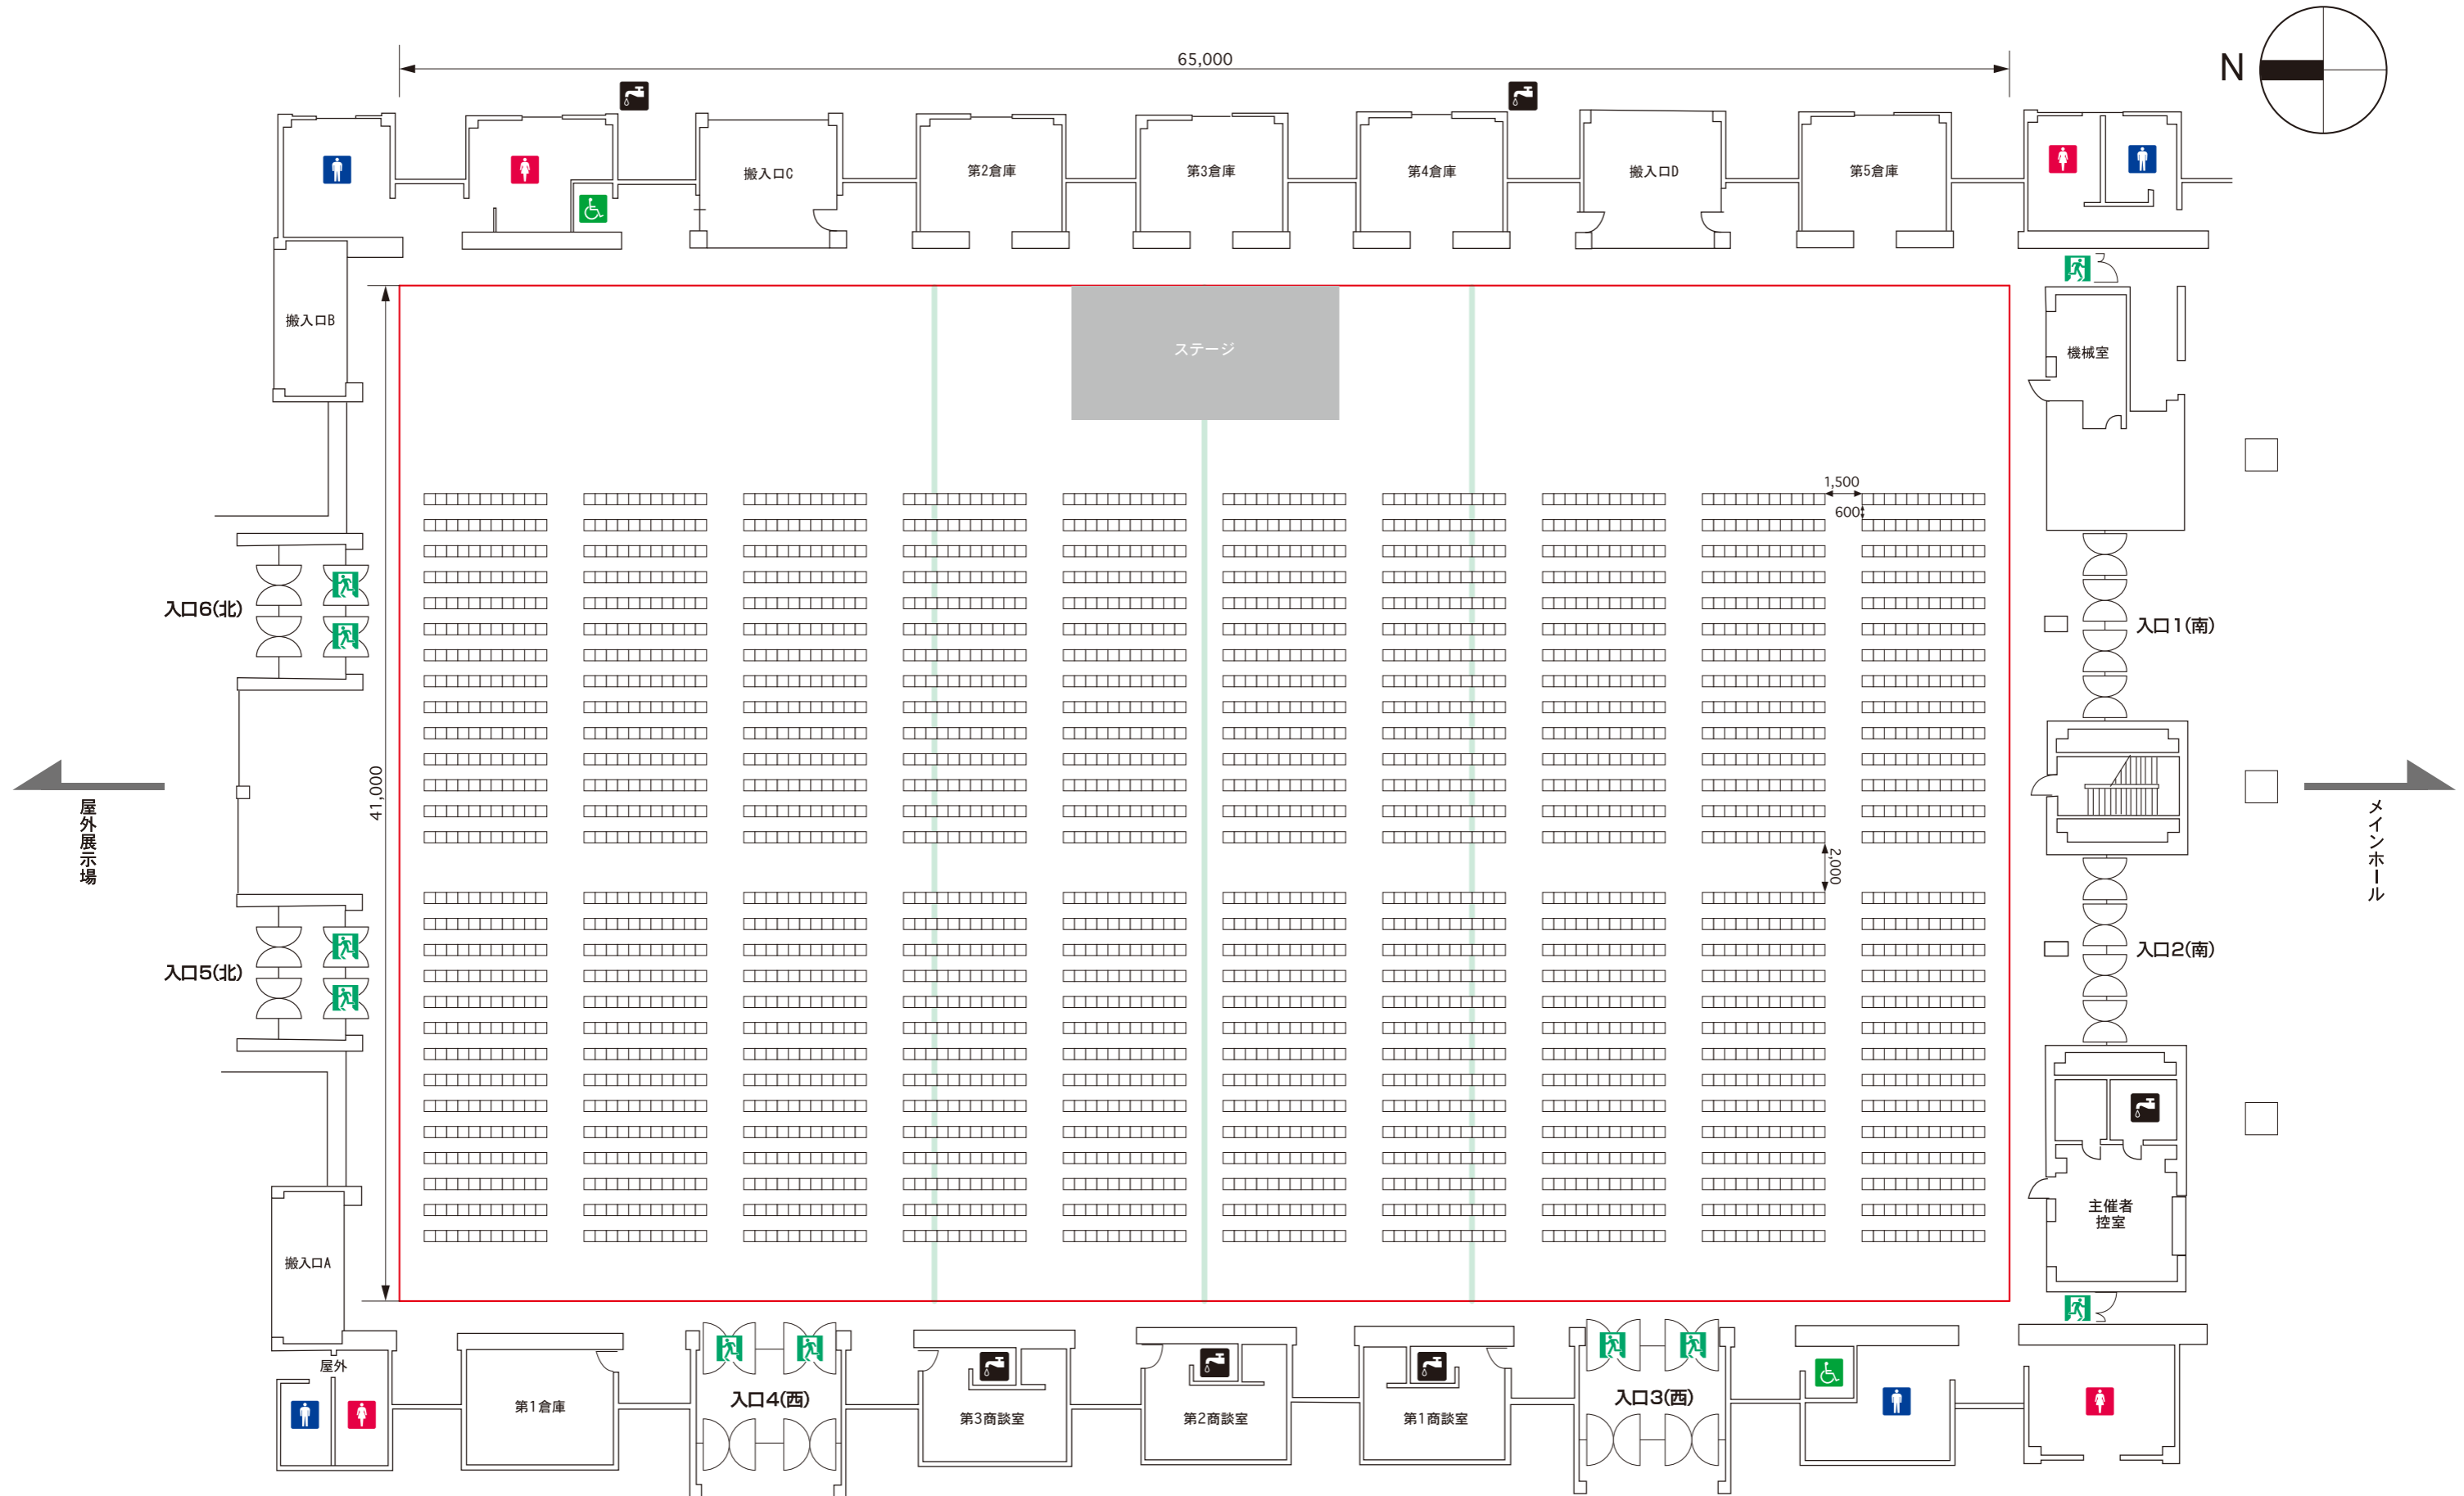 65,000
N
搬入口C
第2倉庫
第3倉庫
第4倉庫
搬入口D
第5倉庫
搬入口B
ステージ
機械室
1,500
600
入口6(北)
入口1(南)
41,000
2,000
屋外展示場
メインホール
入口5(北)
入口2(南)
主催者
控室
搬入口A
屋外
第1倉庫
入口4(西)
第3商談室
第2商談室
第1商談室
入口3(西)